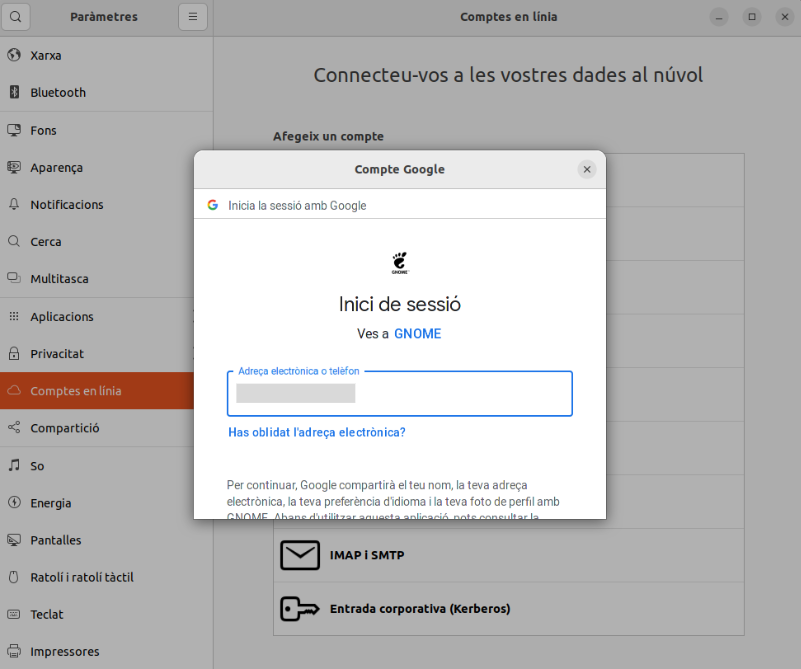 Paràmetres
Comptes en línia
Xarxa
Bluetooth
Fons
Aparença
Notificacions
Cerca
Multitasca
Aplicacions
Privacitat
Comptes en línia
Compartició
So
Energia
Pantalles
Ratolí i ratolí tàctil
Teclat
Impressores
Connecteu-vos a les vostres dades al núvol
Afegeix un compte
Compte Google
Inicia la sessió amb Google
GNOME
Inici de sessió
Ves a GNOME
Adreça electrònica o telèfon
Has oblidat l'adreça electrònica?
Per continuar, Google compartirà el teu nom, la teva adreça
electrònica, la teva preferència d'idioma i la teva foto de perfil amb
GNOME. Abans d'utilitzar aquesta aplicació, pots consultar la
IMAP i SMTP
Entrada corporativa (Kerberos)